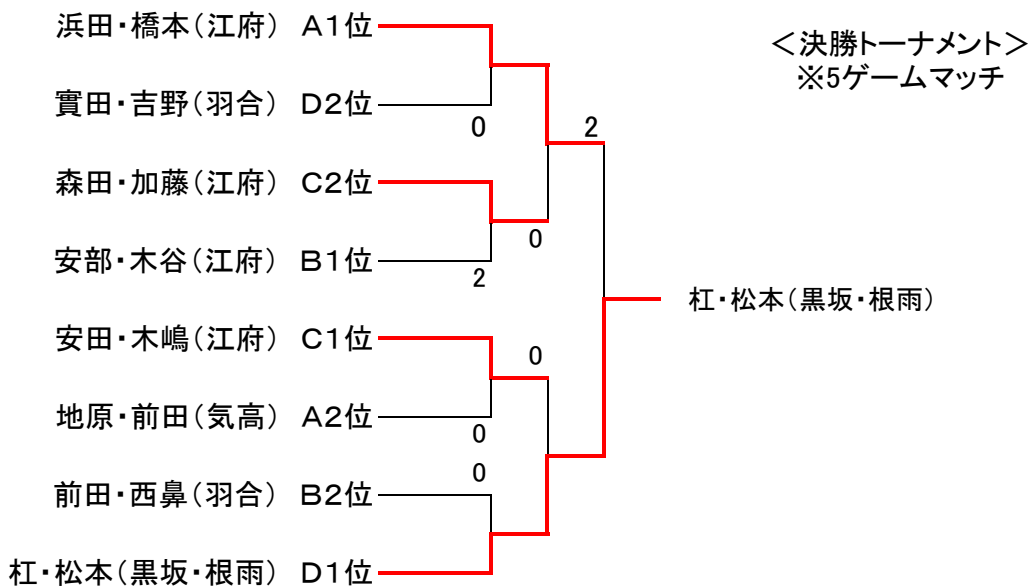 浜田・橋本(江府) A1位
<決勝トーナメント>
※5ゲームマッチ
實田・吉野(羽合) D2位
0
2
森田・加藤(江府) C2位
0
安部・木谷(江府) B1位
2
杠・松本(黒坂・根雨)
安田・木嶋(江府) C1位
0
地原・前田(気高) A2位
0
0
前田・西鼻(羽合) B2位
杠・松本(黒坂・根雨) D1位